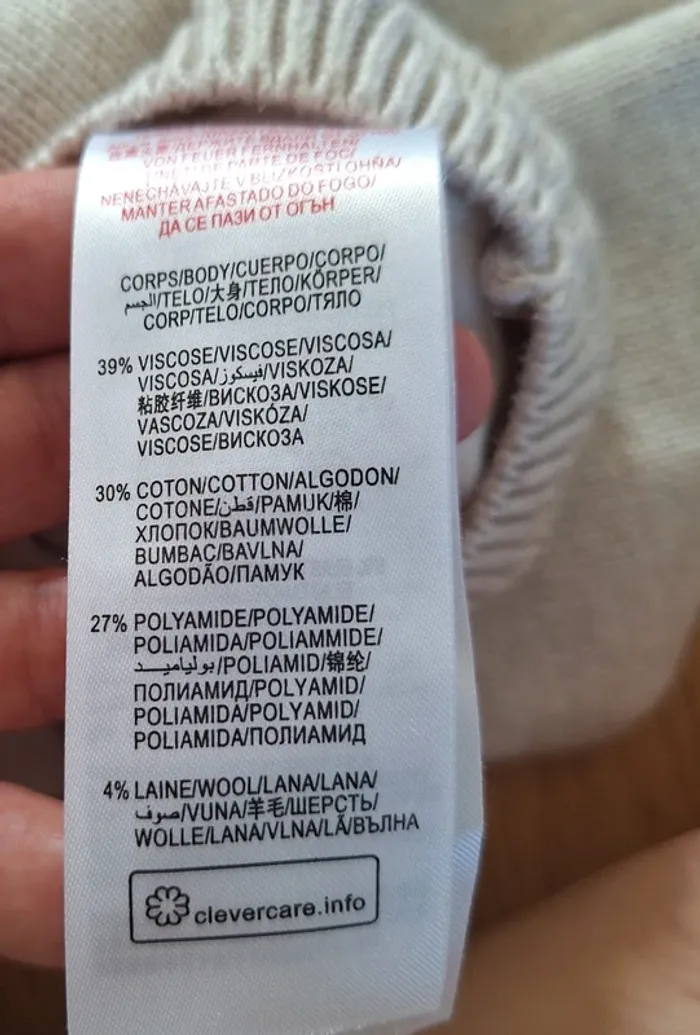 VON FEUER FERNHALTEN/
NENECHÁVAJTE V BLÍZKOSTI OHŇA/
MANTER AFASTADO DO FOGO/
ДА СЕ ПАЗИ ОТ ОГЪН
CORPS/BODY/CUERPO/CORPO/
الجسم/TELO/大身/ТЕЛО/KÖRPER/
CORP/TELO/CORPO/ТЯЛО
39% VISCOSE/VISCOSE/VISCOSA/
VISCOSA/فيسكوز/VISKOZA/
粘胶纤维/ВИСКОЗА/VISKOSE/
VASCOZA/VISKÓZA/
VISCOSE/ВИСКОЗА
30% COTON/COTTON/ALGODON/
COTONE/قطن/PAMUK/棉/
ХЛОПОК/BAUMWOLLE/
BUMBAC/BAVLNA/
ALGODÃO/ПАМУК
27% POLYAMIDE/POLYAMIDE/
POLIAMIDA/POLIAMMIDE/
بولياميد/POLIAMID/锦纶/
ПОЛИАМИД/POLYAMID/
POLIAMIDA/POLYAMID/
POLIAMIDA/ПОЛИАМИД
4% LAINE/WOOL/LANA/LANA/
صوف/VUNA/羊毛/ШЕРСТЬ/
WOLLE/LANA/VLNA/LÃ/ВЪЛНА
clevercare.info